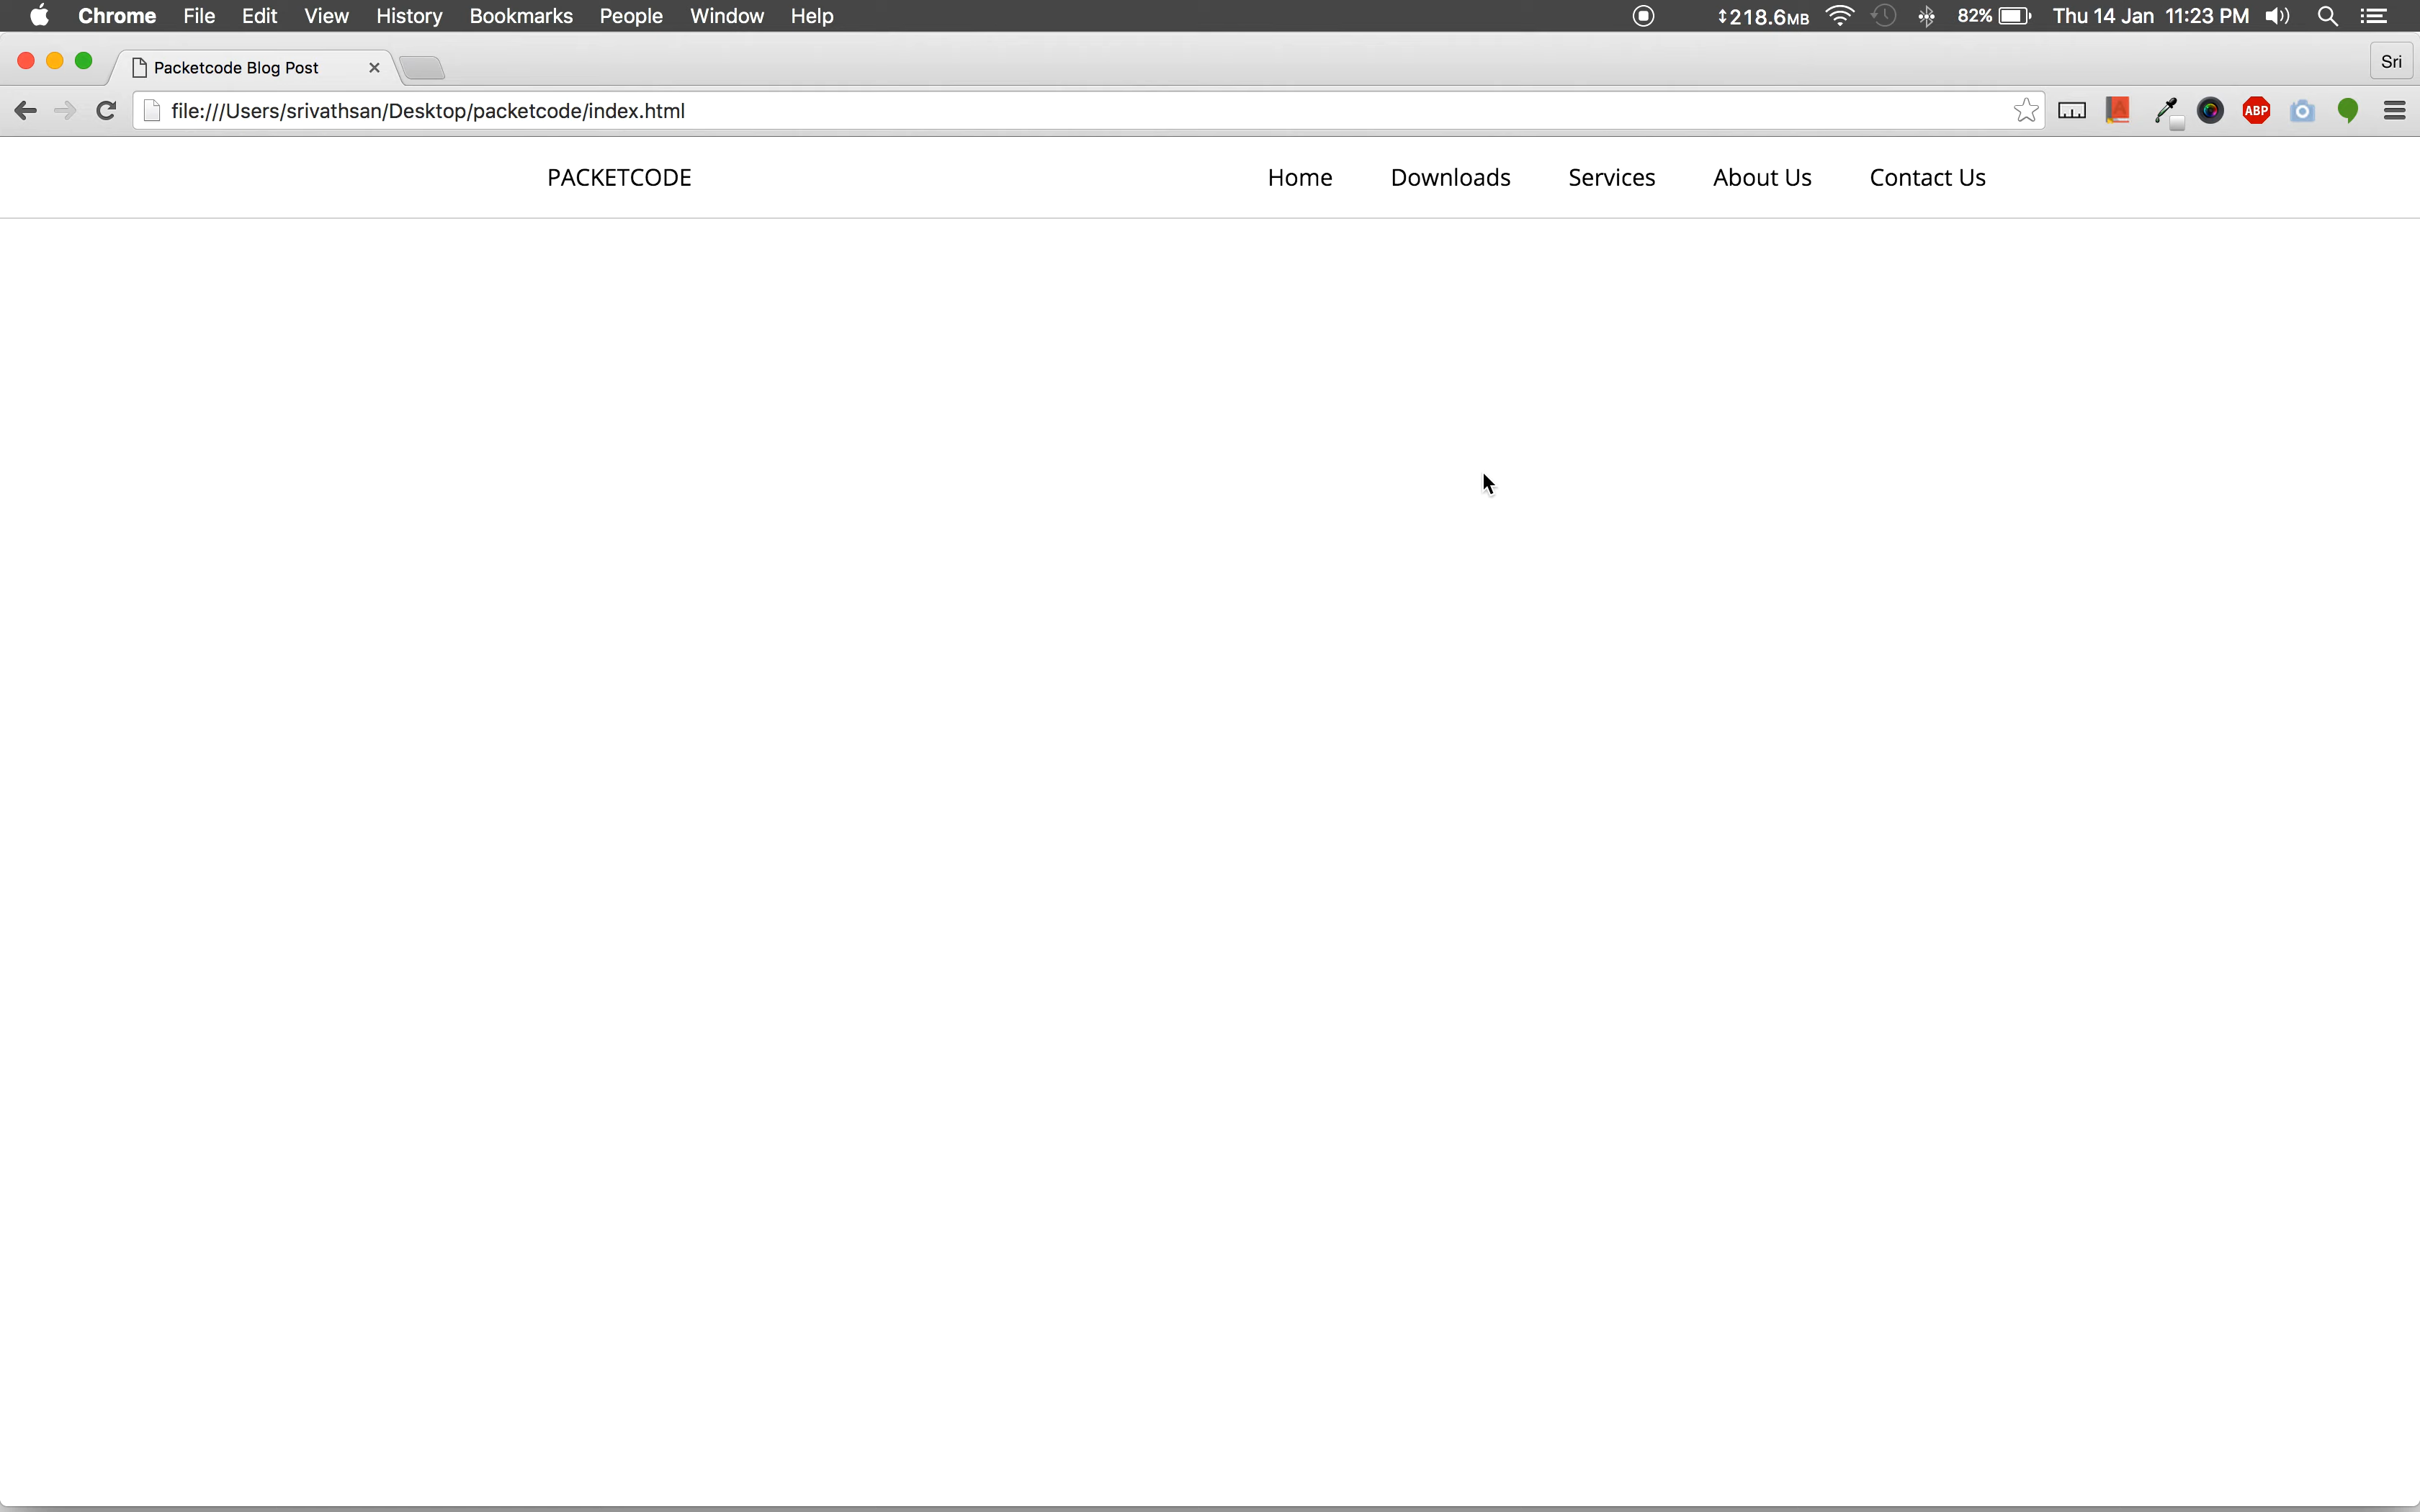 Chrome File Edit View History Bookmarks People Window Help 218.6MB 82% Thu 14 Jan 11:23 PM
Packetcode Blog Post Sri
file:///Users/srivathsan/Desktop/packetcode/index.html ABP
PACKETCODE Home Downloads Services About Us Contact Us